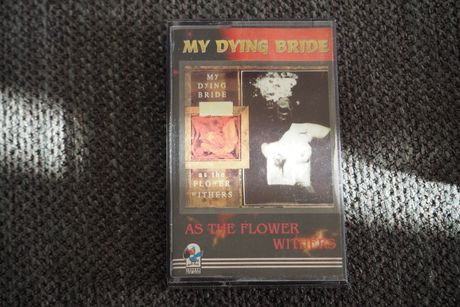 MY DYING BRIDE
MY
DYING
BRIDE
as the
FLOWER
WITHERS
AS THE FLOWER
WITHERS